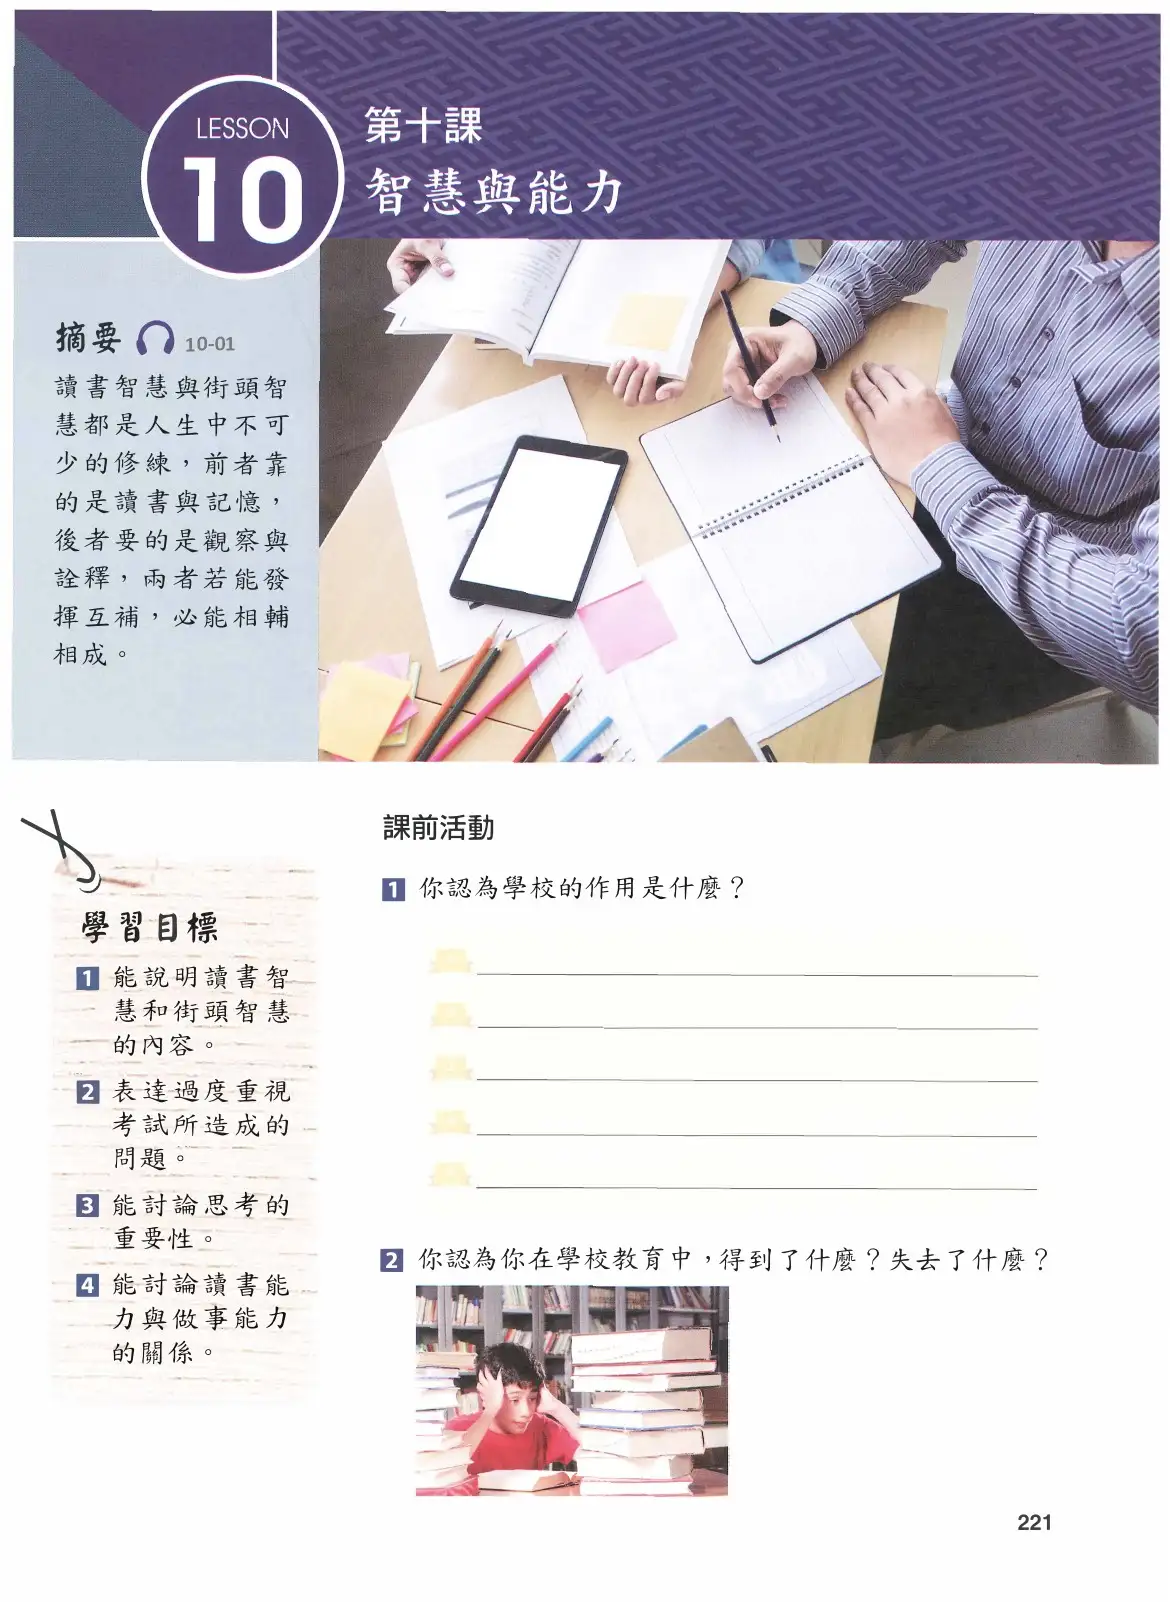 LESSON
10
第十課
智慧與能力
摘要 10-01
讀書智慧與街頭智
慧都是人生中不可
少的修練，前者靠
的是讀書與記憶，
後者要的是觀察與
詮釋，兩者若能發
揮互補，必能相輔
相成。
學習目標
1 能說明讀書智
慧和街頭智慧
的內容。
2 表達過度重視
考試所造成的
問題。
3 能討論思考的
重要性。
4 能討論讀書能
力與做事能力
的關係。
課前活動
1 你認為學校的作用是什麼？
2 你認為你在學校教育中，得到了什麼？失去了什麼？
221